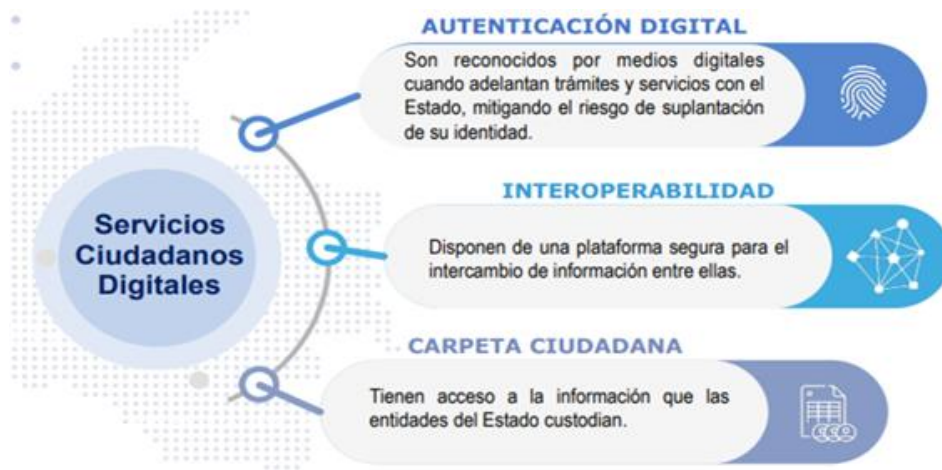 AUTENTICACIÓN DIGITAL
Son reconocidos por medios digitales
cuando adelantan trámites y servicios con el
Estado, mitigando el riesgo de suplantación
de su identidad.
Servicios
Ciudadanos
Digitales
INTEROPERABILIDAD
Disponen de una plataforma segura para el
intercambio de información entre ellas.
CARPETA CIUDADANA
Tienen acceso a la información que las
entidades del Estado custodian.